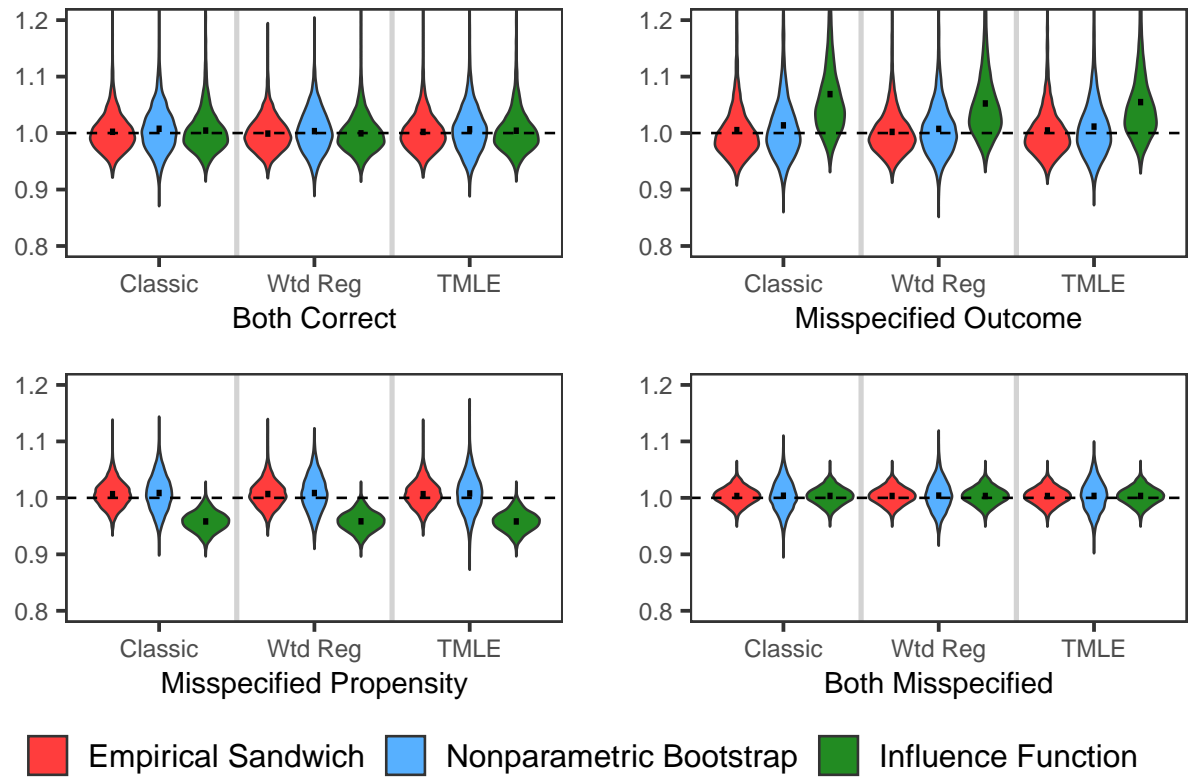 1.2
1.1
1.0
0.9
0.8
Classic Wtd Reg TMLE
Both Correct
1.2
1.1
1.0
0.9
0.8
Classic Wtd Reg TMLE
Misspecified Outcome
1.2
1.1
1.0
0.9
0.8
Classic Wtd Reg TMLE
Misspecified Propensity
1.2
1.1
1.0
0.9
0.8
Classic Wtd Reg TMLE
Both Misspecified
Empirical Sandwich Nonparametric Bootstrap Influence Function